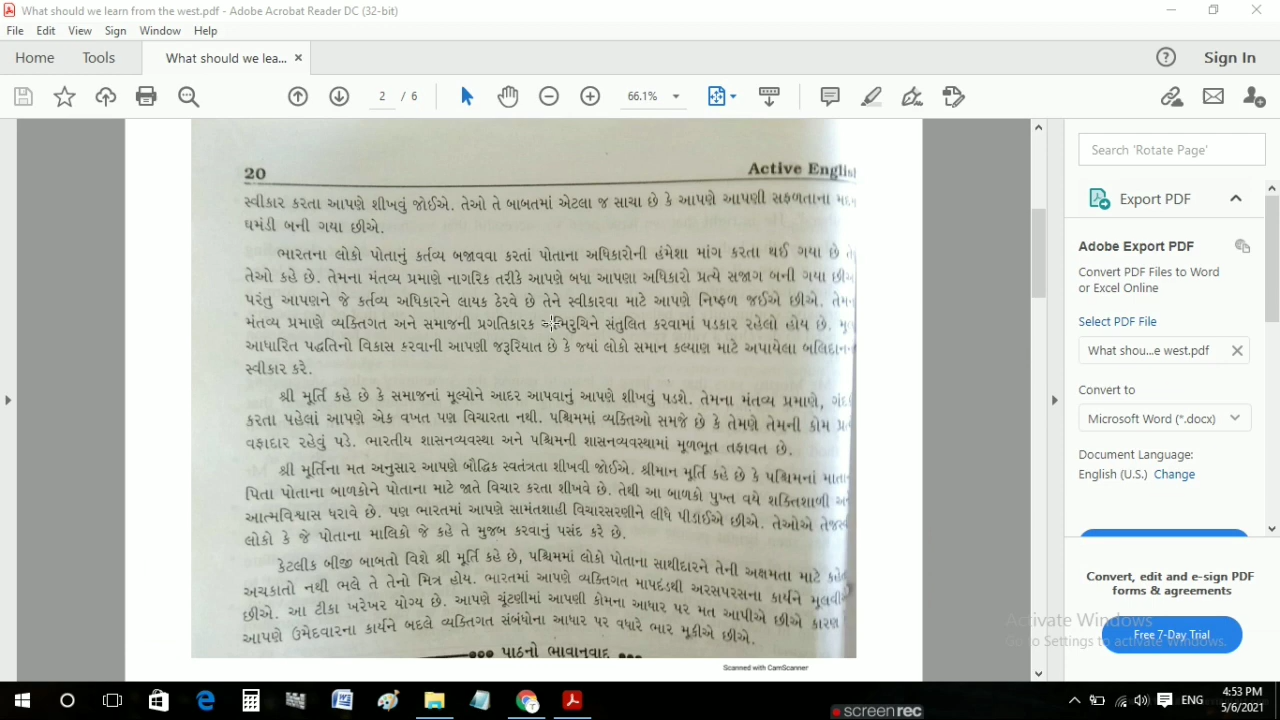 What should we learn from the west.pdf - Adobe Acrobat Reader DC (32-bit)
File Edit View Sign Window Help
Home Tools What should we lea... × Sign In
2 / 6 66.1%
Search 'Rotate Page'
Export PDF
Adobe Export PDF
Convert PDF Files to Word
or Excel Online
Select PDF File
What shou...e west.pdf
Convert to
Microsoft Word (*.docx)
Document Language:
English (U.S.) Change
Convert, edit and e-sign PDF
forms & agreements
Free 7-Day Trial
20 Active English
સ્વીકાર કરતા આપણે શીખવું જોઈએ. તેઓ તે બાબતમાં એટલા જ સાચા છે કે આપણે આપણી સફળતાના
ઘમંડી બની ગયા છીએ.
ભારતના લોકો પોતાનું કર્તવ્ય બજાવવા કરતાં પોતાના અધિકારોની હંમેશા માંગ કરતા થઈ ગયા છે
તેઓ કહે છે. તેમના મંતવ્ય પ્રમાણે નાગરિક તરીકે આપણે બધા આપણા અધિકારો પ્રત્યે સજાગ બની ગયા છીએ
પરંતુ આપણને જે કર્તવ્ય અધિકારને લાયક ઠેરવે છે તેને સ્વીકારવા માટે આપણે નિષ્ફળ જઈએ છીએ.
મંતવ્ય પ્રમાણે વ્યક્તિગત અને સમાજની પ્રગતિકારક સંતુલિત કરવામાં પડકાર રહેલો હોય છે.
આધારિત પદ્ધતિનો વિકાસ કરવાની આપણી જરૂરિયાત છે કે જ્યાં લોકો સમાન કલ્યાણ માટે અપાયેલા
સ્વીકાર કરે.
શ્રી મૂર્તિ કહે છે કે સમાજનાં મૂલ્યોને આદર આપવાનું આપણે શીખવું પડશે. તેમના મંતવ્ય પ્રમાણે,
કરતા પહેલાં આપણે એક વખત પણ વિચારતા નથી. પશ્ચિમમાં વ્યક્તિઓ સમજે છે કે તેમણે તેમની કોમ
વફાદાર રહેવું પડે. ભારતીય શાસનવ્યવસ્થા અને પશ્ચિમની શાસનવ્યવસ્થામાં મૂળભૂત તફાવત છે.
શ્રી મૂર્તિના મત અનુસાર આપણે બૌદ્ધિક સ્વતંત્રતા શીખવી જોઈએ. શ્રીમાન મૂર્તિ કહે છે કે પશ્ચિમનાં
પિતા પોતાના બાળકોને પોતાના માટે જાતે વિચાર કરતા શીખવે છે. તેથી આ બાળકો પુખ્ત વયે શક્તિશાળી
આત્મવિશ્વાસ ધરાવે છે. પણ ભારતમાં આપણે સામંતશાહી વિચારસરણીને લીધે પીડાઈએ છીએ. તેઓએ
લોકો કે જે પોતાના માલિકો જે કહે તે મુજબ કરવાનું પસંદ કરે છે.
કેટલીક બીજી બાબતો વિશે શ્રી મૂર્તિ કહે છે, પશ્ચિમમાં લોકો પોતાના સાથીદારને તેની અક્ષમતા માટે
અચકાતો નથી ભલે તે તેનો મિત્ર હોય. ભારતમાં આપણે વ્યક્તિગત માપદંડથી અરસપરસના કાર્યને
છીએ. આ ટીકા ખરેખર યોગ્ય છે. આપણે ચૂંટણીમાં આપણી કોમના આધાર પર મત આપીએ છીએ કારણ
આપણે ઉમેદવારના કાર્યને બદલે વ્યક્તિગત સંબંધોના આધાર પર વધારે ભાર મૂકીએ છીએ.
●●● પાઠનો ભાવાનુવાદ ●●●
Scanned with CamScanner
Activate Windows
Go to Settings to activate Windows.
ENG 4:53 PM
5/6/2021
screenrec